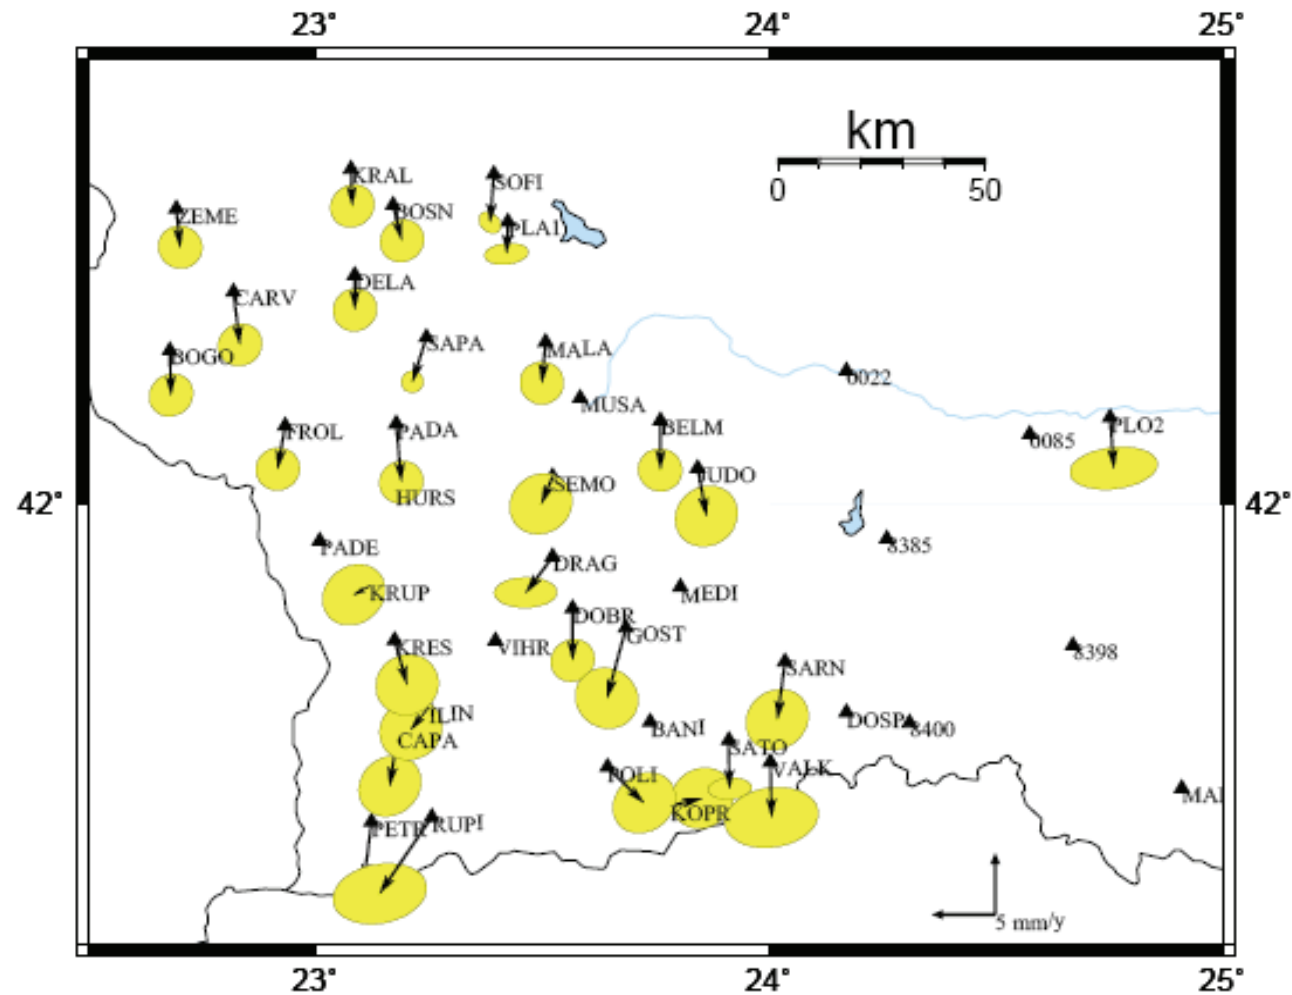 23° 24° 25°
km
0 50
KRAL
SOFI
ZEME
BOSN
PLA1
DELA
CARV
SAPA
MALA
BOGO
0022
MUSA
PLO2
BELM
FROL
PADA
0085
JUDO
SEMO
HURS
42° 42°
8385
PADE
DRAG
KRUP
MEDI
DOBR
GOST
KRES
VIHR
8398
SARN
ILIN
DOSP
BANI
8400
CAPA
SATO
VALK
POLI
KOPR
PETR
RUPI
5 mm/y
23° 24° 25°